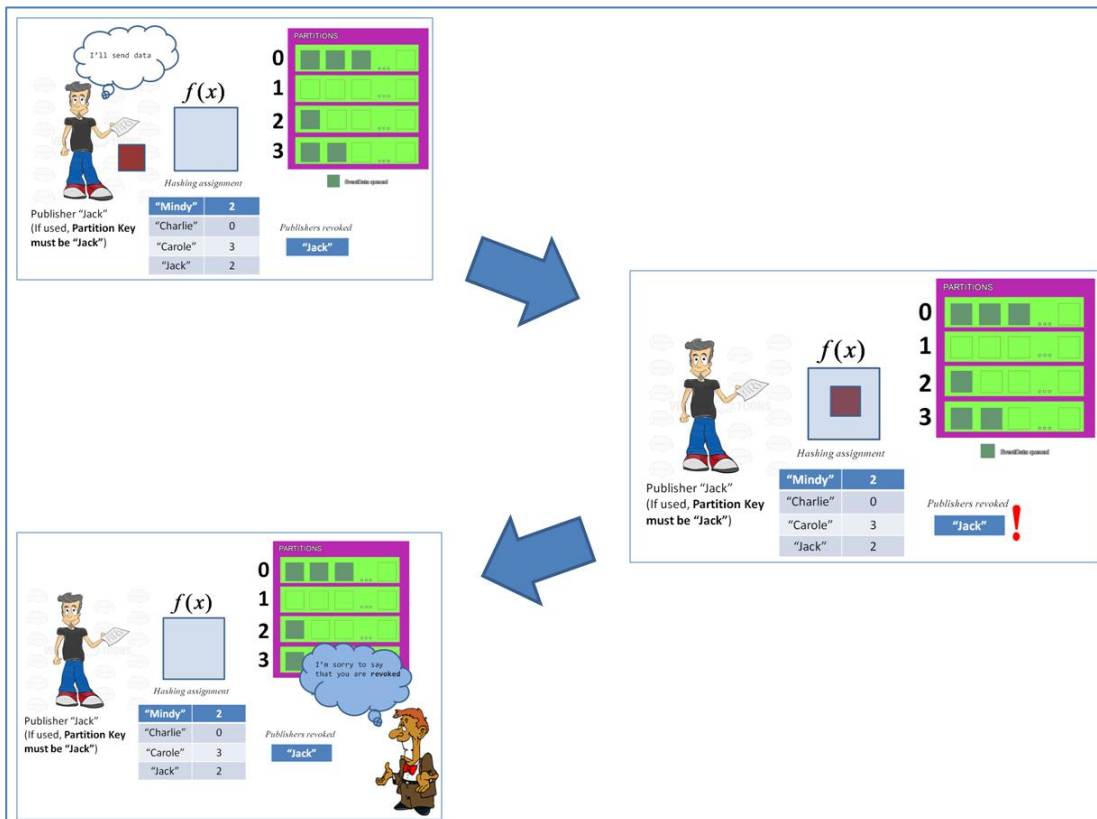 I'll send data
f(x)
PARTITIONS
0
1
2
3
Hashing assignment
EventData queued
Publisher "Jack"
(If used, Partition Key
must be "Jack")
"Mindy" 2
"Charlie" 0
"Carole" 3
"Jack" 2
Publishers revoked
"Jack"
f(x)
PARTITIONS
0
1
2
3
Hashing assignment
EventData queued
Publisher "Jack"
(If used, Partition Key
must be "Jack")
"Mindy" 2
"Charlie" 0
"Carole" 3
"Jack" 2
Publishers revoked
"Jack" !
f(x)
PARTITIONS
0
1
2
3
I'm sorry to say
that you are revoked
Hashing assignment
Publisher "Jack"
(If used, Partition Key
must be "Jack")
"Mindy" 2
"Charlie" 0
"Carole" 3
"Jack" 2
Publishers revoked
"Jack"